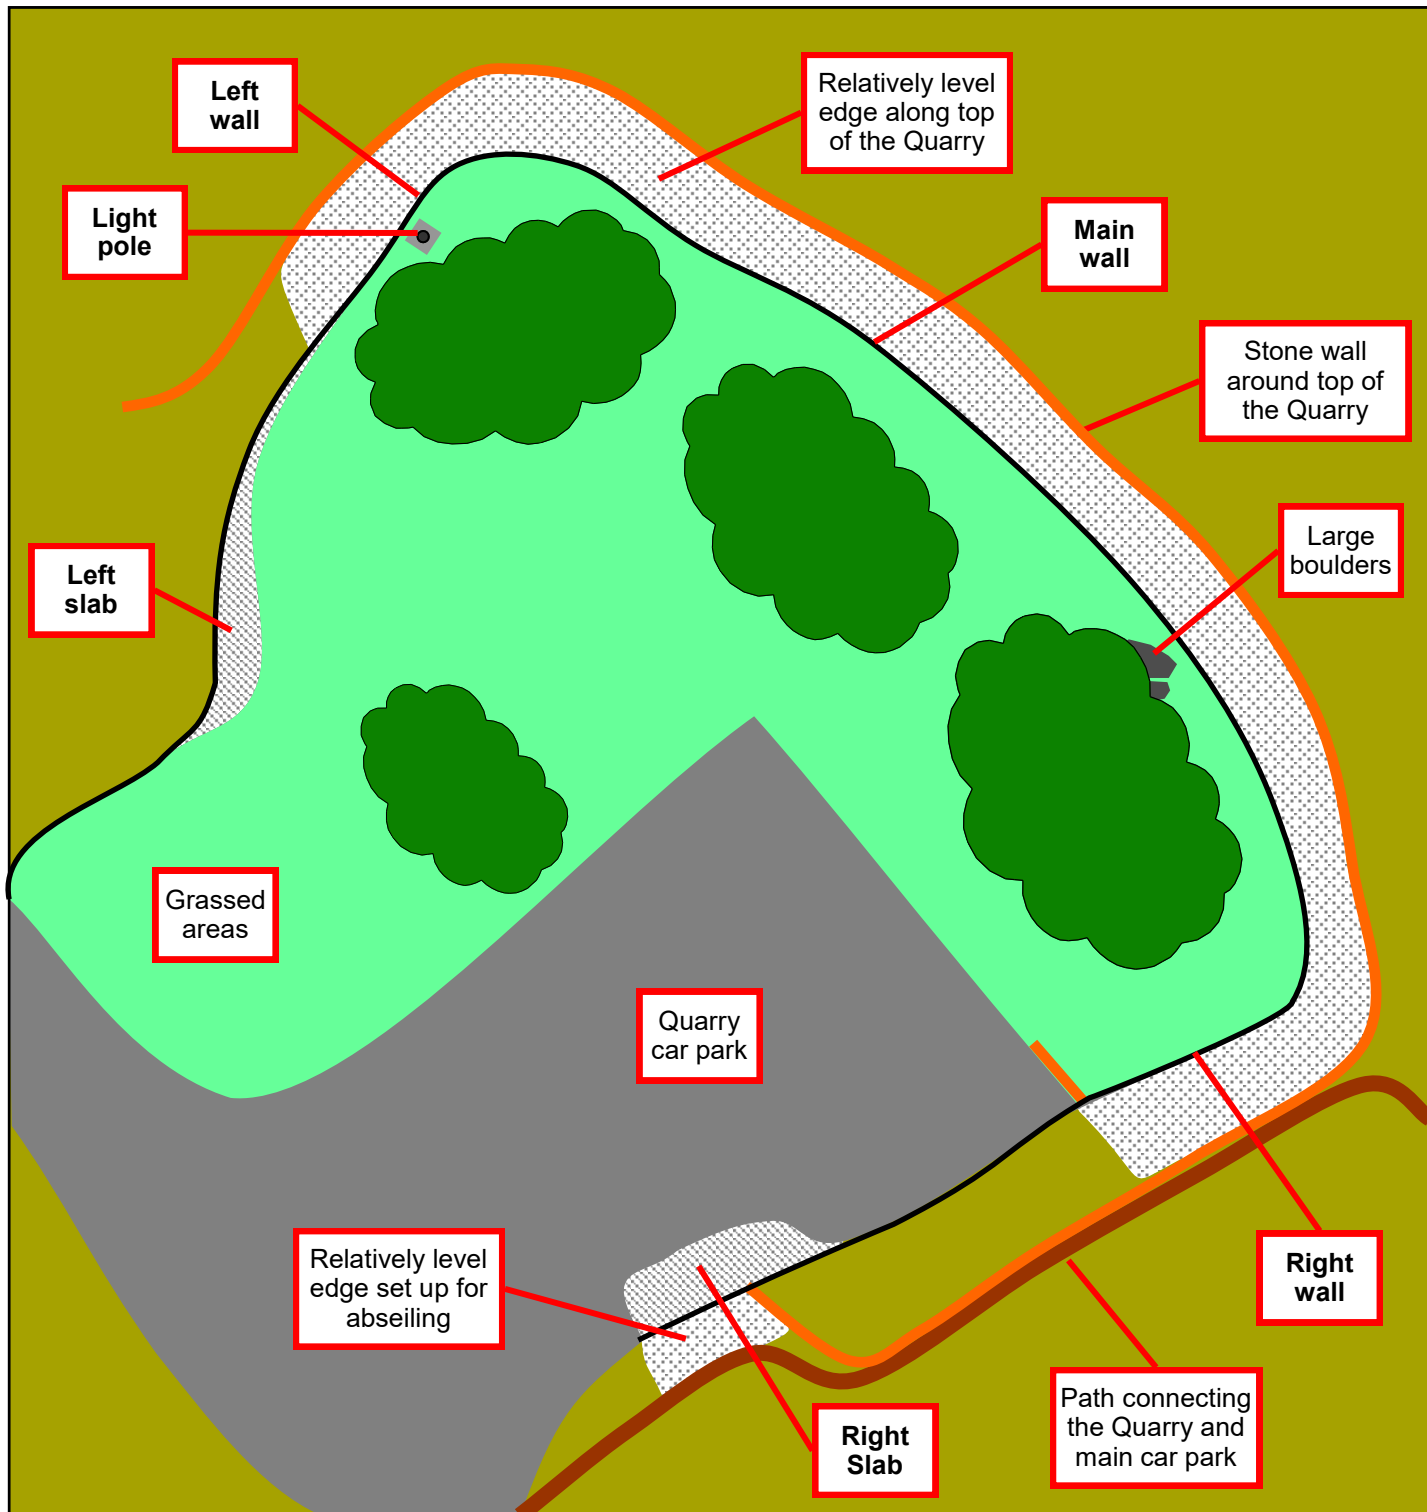 Left
wall
Relatively level
edge along top
of the Quarry
Light
pole
Main
wall
Stone wall
around top of
the Quarry
Large
boulders
Left
slab
Grassed
areas
Quarry
car park
Relatively level
edge set up for
abseiling
Right
wall
Path connecting
the Quarry and
main car park
Right
Slab